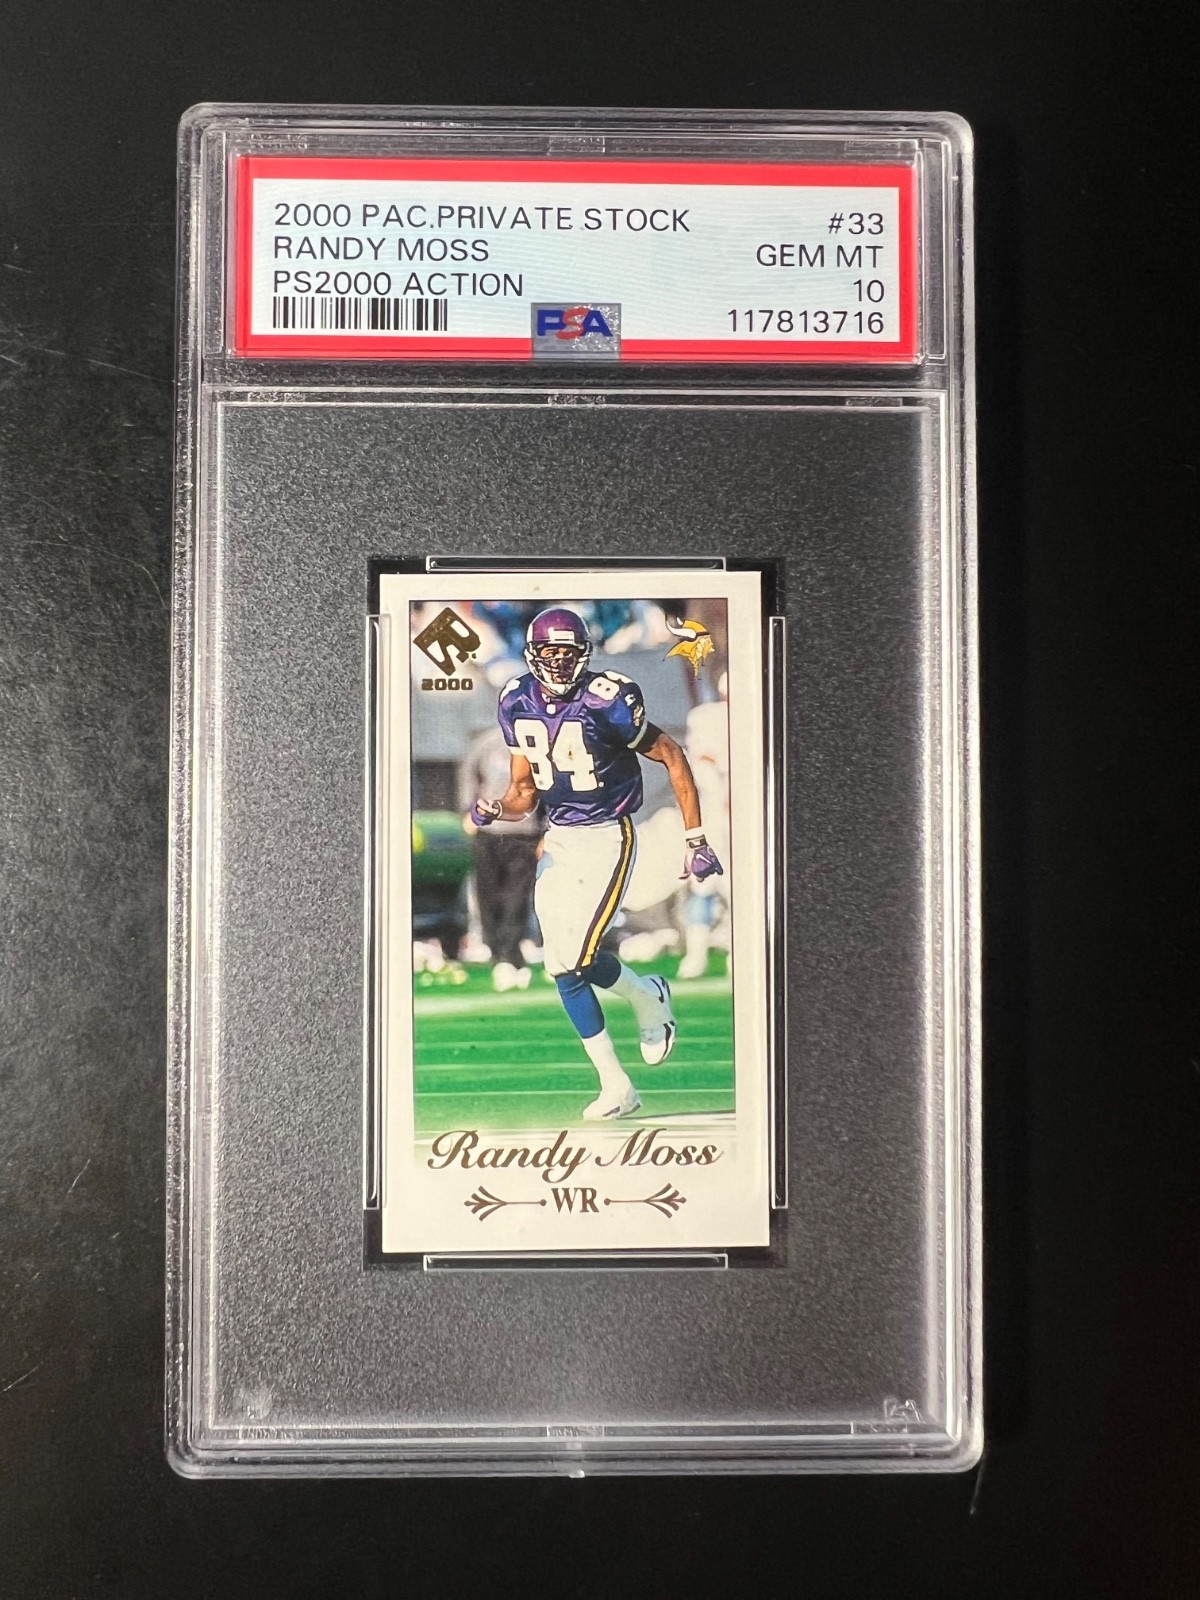 2000 PAC.PRIVATE STOCK #33
RANDY MOSS GEM MT
PS2000 ACTION 10
PSA 117813716
2000
84
84
Randy Moss
WR